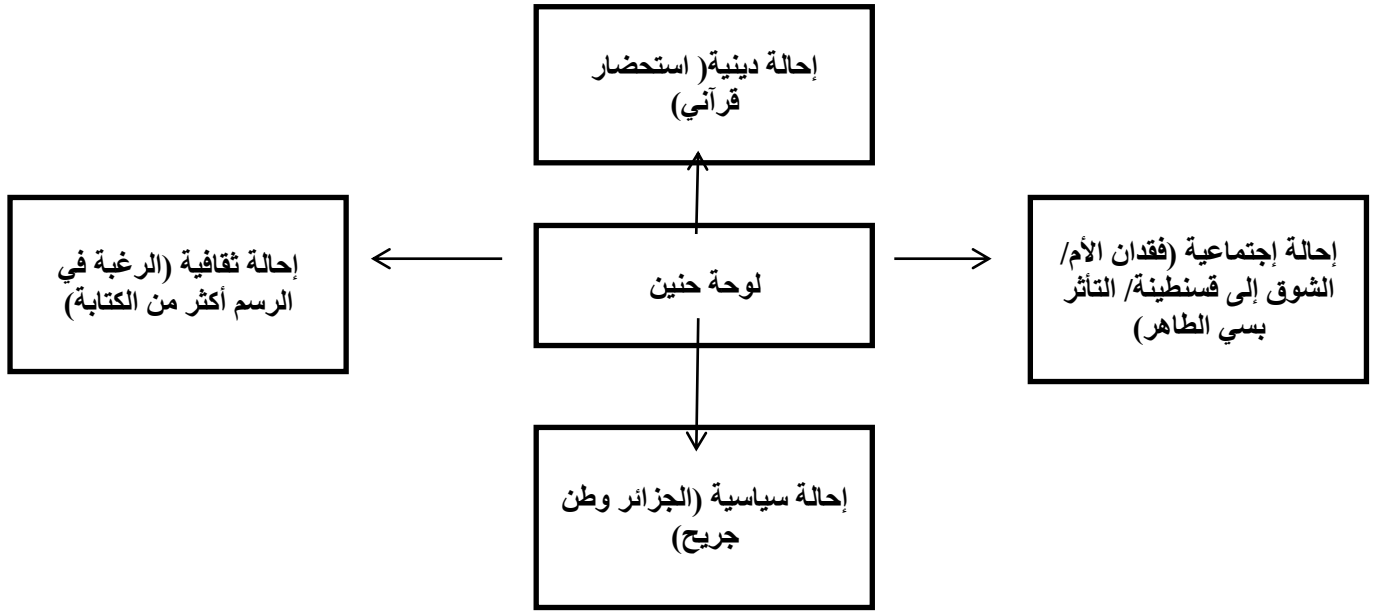 إحالة دينية( استحضار
قرآني)
إحالة إجتماعية (فقدان الأم/
الشوق إلى قسنطينة/ التأثر
بسي الطاهر)
لوحة حنين
إحالة ثقافية (الرغبة في
الرسم أكثر من الكتابة)
إحالة سياسية (الجزائر وطن
جريح)